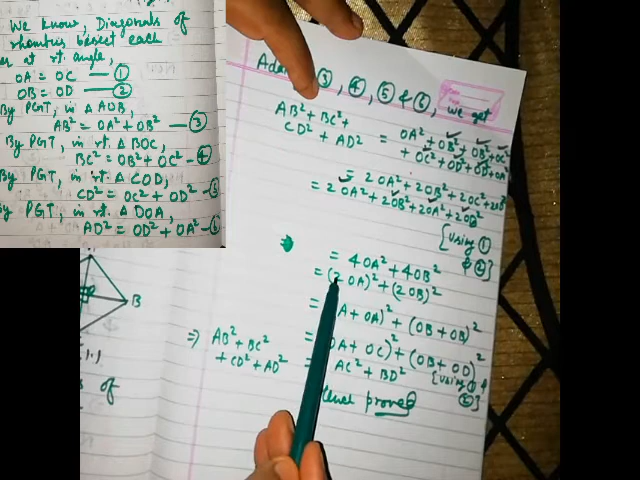 We know, Diagonals of
rhombus bisect each
at rt. angle,
OA = OC — ①
OB = OD — ②
By PGT, in △ AOB,
AB² = OA² + OB² — ③
By PGT, in rt. △ BOC,
BC² = OB² + OC² — ④
By PGT, in rt. △ COD,
CD² = OC² + OD² — ⑤
By PGT, in rt. △ DOA,
AD² = OD² + OA² — ⑥
③, ④, ⑤ & ⑥, we get
AB² + BC² +
CD² + AD² = OA² + OB² + OB² + OC²
+ OC² + OD² + OD² + OA²
= 2OA² + 2OB² + 2OC² + 2OD²
= 2OA² + 2OB² + 2OA² + 2OB²
{using ①
& ②}
= 4OA² + 4OB²
= (2OA)² + (2OB)²
= A + OA)² + (OB + OB)²
⇒ AB² + BC²
+ CD² + AD² = OA + OC)² + (OB + OD)²
{using ① &
②}
= AC² + BD²
Hence proved
B
of